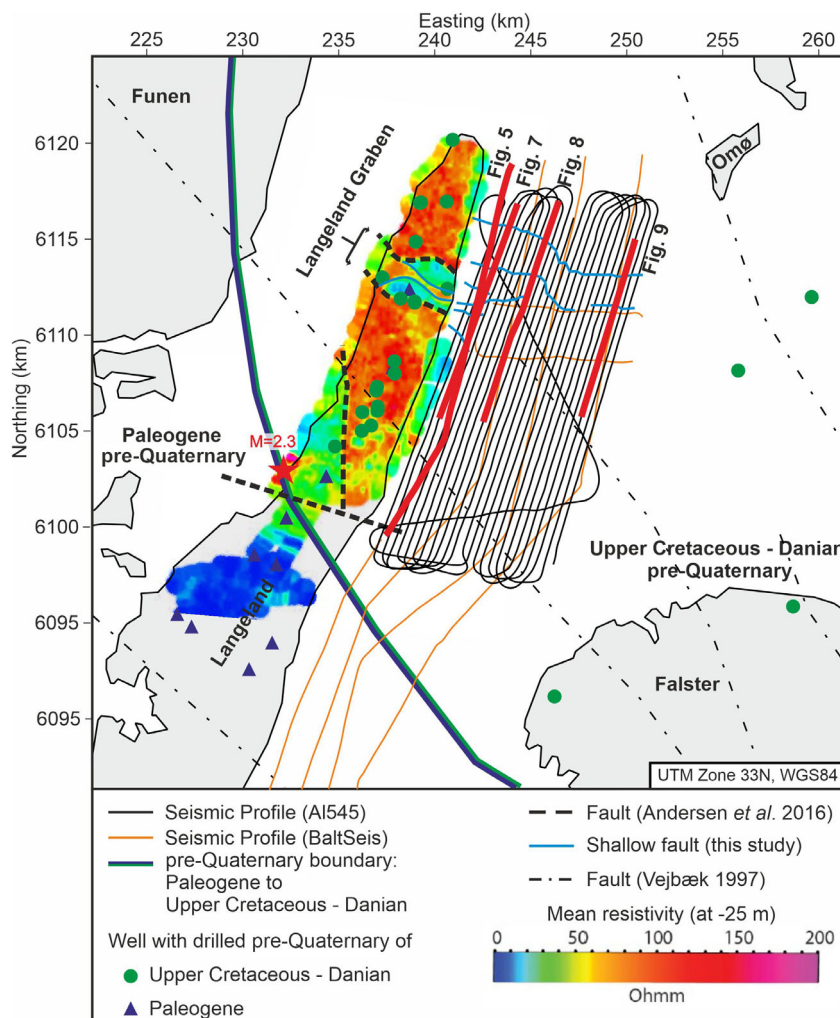 Easting (km)
225 230 235 240 245 250 255 260
Northing (km)
6120
6115
6110
6105
6100
6095
6095
Funen
Omø
Langeland Graben
Fig. 5
Fig. 7
Fig. 8
Fig. 9
M=2.3
Paleogene
pre-Quaternary
Langeland
Upper Cretaceous - Danian
pre-Quaternary
Falster
UTM Zone 33N, WGS84
Seismic Profile (Al545)
Seismic Profile (BaltSeis)
pre-Quaternary boundary:
Paleogene to
Upper Cretaceous - Danian
Well with drilled pre-Quaternary of
Upper Cretaceous - Danian
Paleogene
Fault (Andersen et al. 2016)
Shallow fault (this study)
Fault (Vejbæk 1997)
Mean resistivity (at -25 m)
0 50 100 150 200
Ohmm